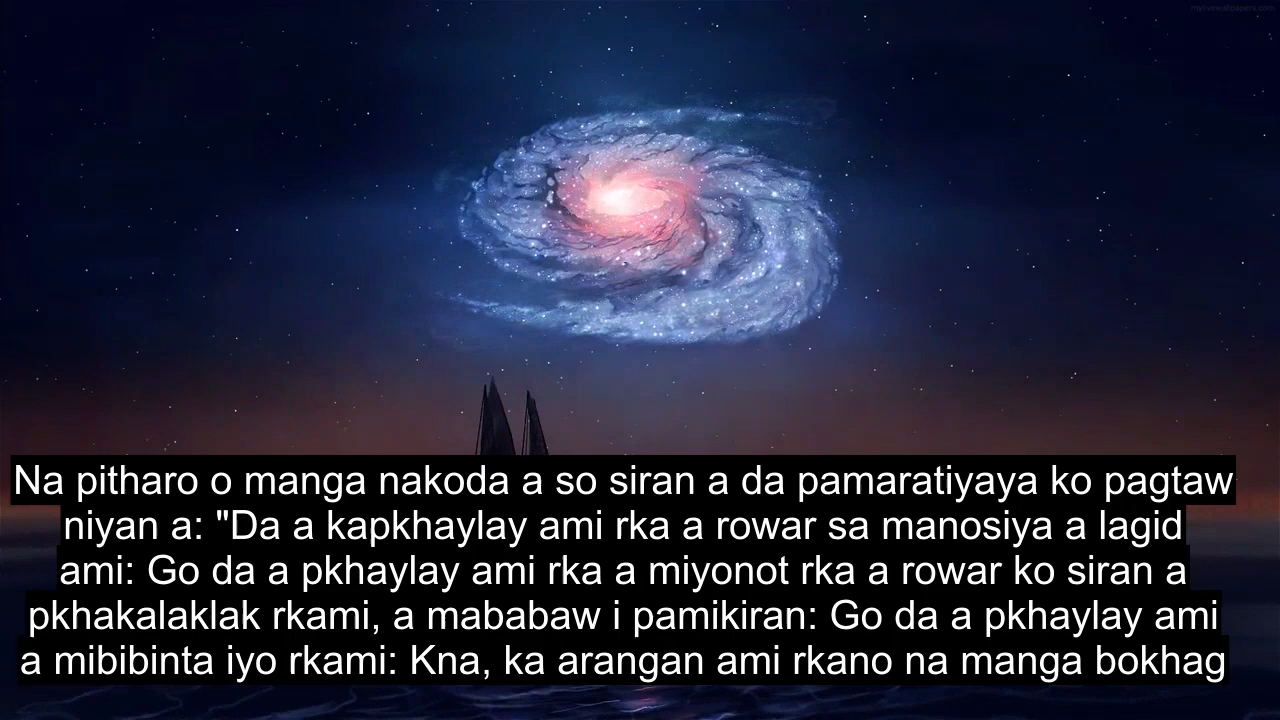 Na pitharo o manga nakoda a so siran a da pamaratiyaya ko pagtaw
niyan a: "Da a kapkhaylay ami rka a rowar sa manosiya a lagid
ami: Go da a pkhaylay ami rka a miyonot rka a rowar ko siran a
pkhakalaklak rkami, a mababaw i pamikiran: Go da a pkhaylay ami
a mibibinta iyo rkami: Kna, ka arangan ami rkano na manga bokhag